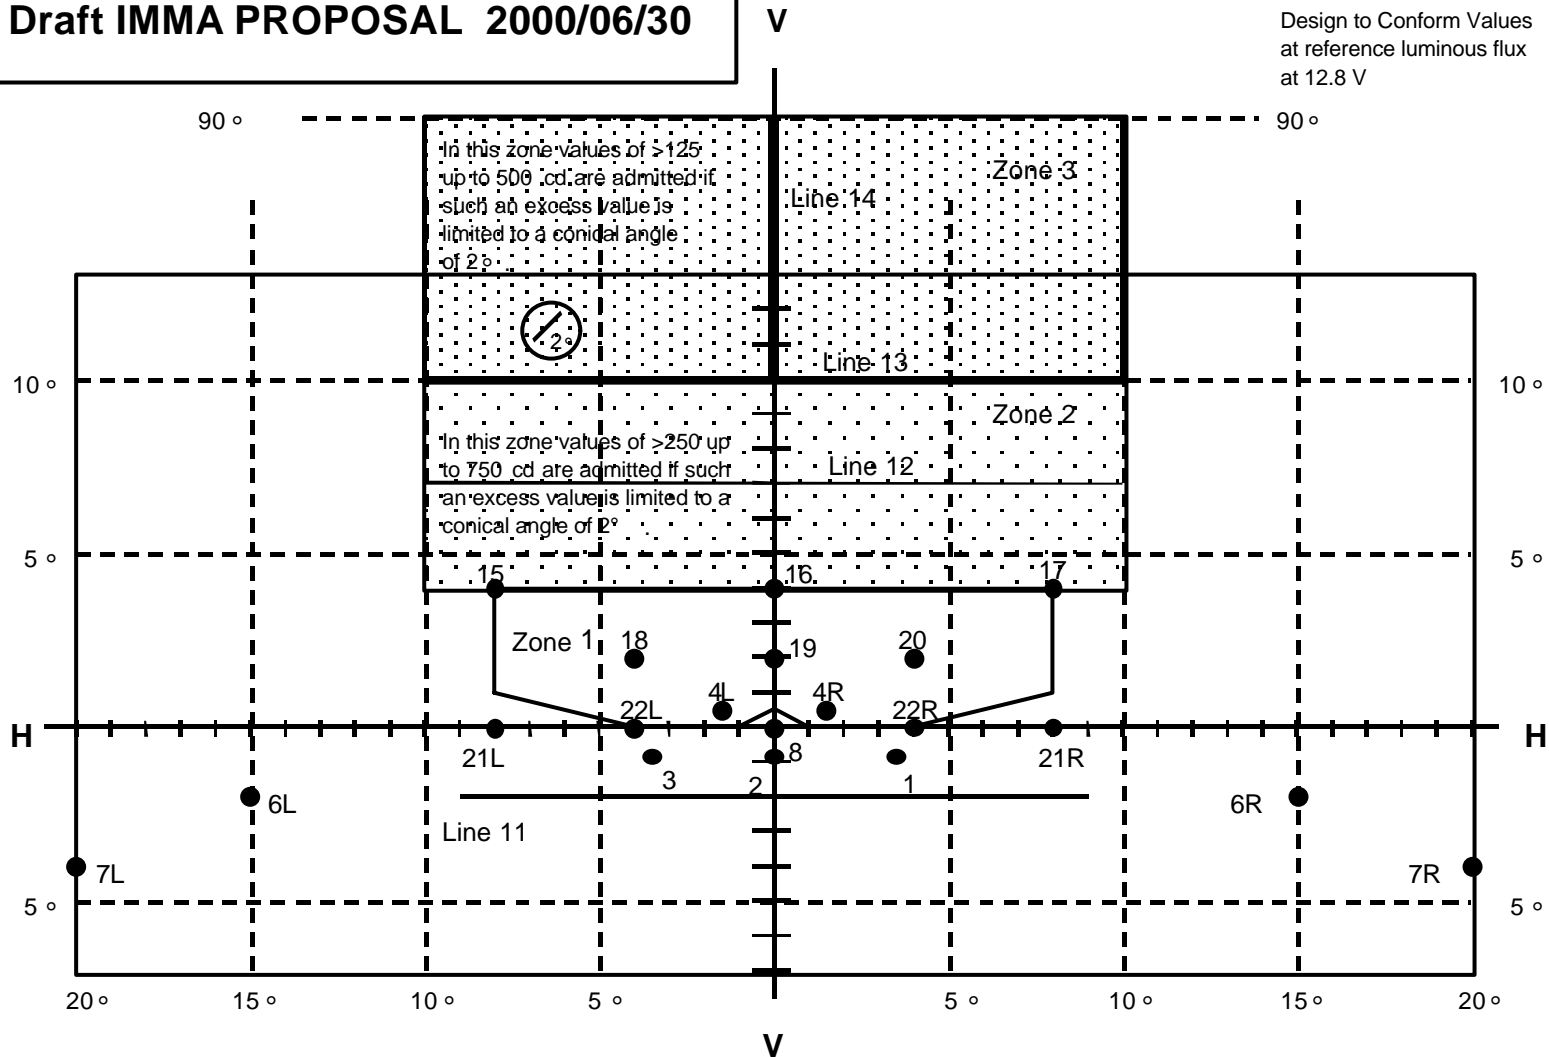 Draft IMMA PROPOSAL 2000/06/30
V
Design to Conform Values
at reference luminous flux
at 12.8 V
90°
90°
In this zone values of >125
up to 500 cd are admitted if
such an excess value is
limited to a conical angle
of 2° .
Zone 3
Line 14
2°
Line 13
10°
10°
Zone 2
In this zone values of >250 up
to 750 cd are admitted if such
an excess value is limited to a
conical angle of 2° .
Line 12
5°
5°
15
16
17
Zone 1
18
19
20
4L
4R
22L
22R
H
H
21L
8
21R
3
2
1
6L
6R
Line 11
7L
7R
5°
5°
20°
15°
10°
5°
5°
10°
15°
20°
V